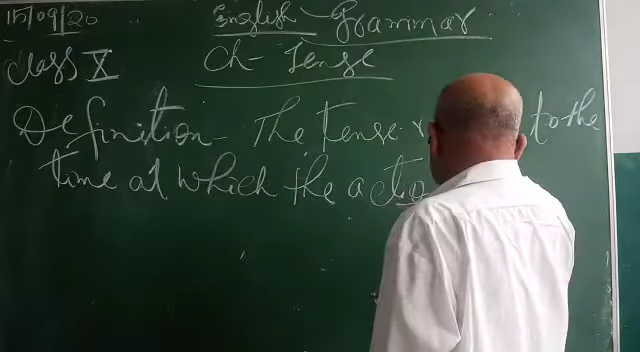 15/09/20 English - Grammar
Class X Ch- Tense
Definition - The tense to the
time at which the actio